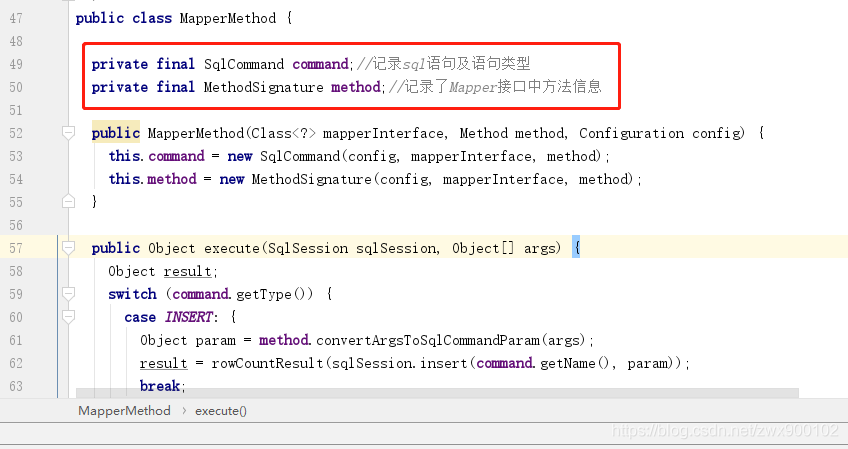 47 public class MapperMethod {
48
49 private final SqlCommand command;//记录sql语句及语句类型
50 private final MethodSignature method;//记录了Mapper接口中方法信息
51
52 public MapperMethod(Class<?> mapperInterface, Method method, Configuration config) {
53 this.command = new SqlCommand(config, mapperInterface, method);
54 this.method = new MethodSignature(config, mapperInterface, method);
55 }
56
57 public Object execute(SqlSession sqlSession, Object[] args) {
58 Object result;
59 switch (command.getType()) {
60 case INSERT: {
61 Object param = method.convertArgsToSqlCommandParam(args);
62 result = rowCountResult(sqlSession.insert(command.getName(), param));
63 break;
MapperMethod › execute()
https://blog.csdn.net/zwx900102